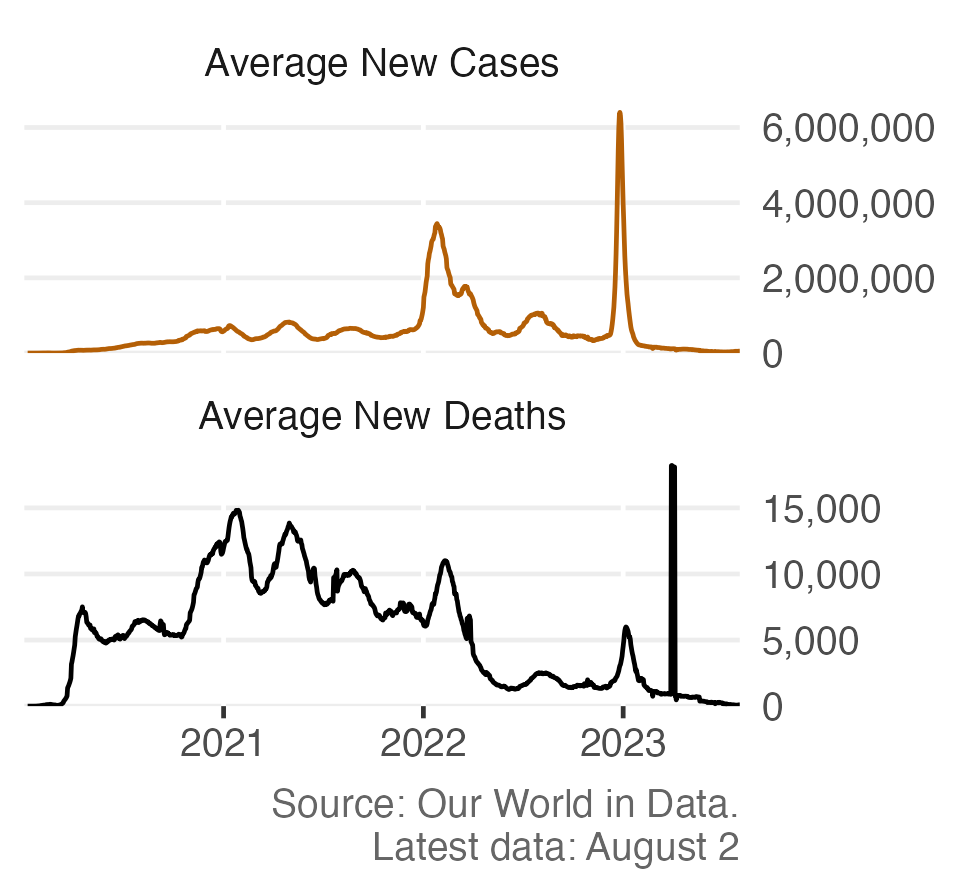 Average New Cases
6,000,000
4,000,000
2,000,000
0
Average New Deaths
15,000
10,000
5,000
0
2021 2022 2023
Source: Our World in Data.
Latest data: August 2